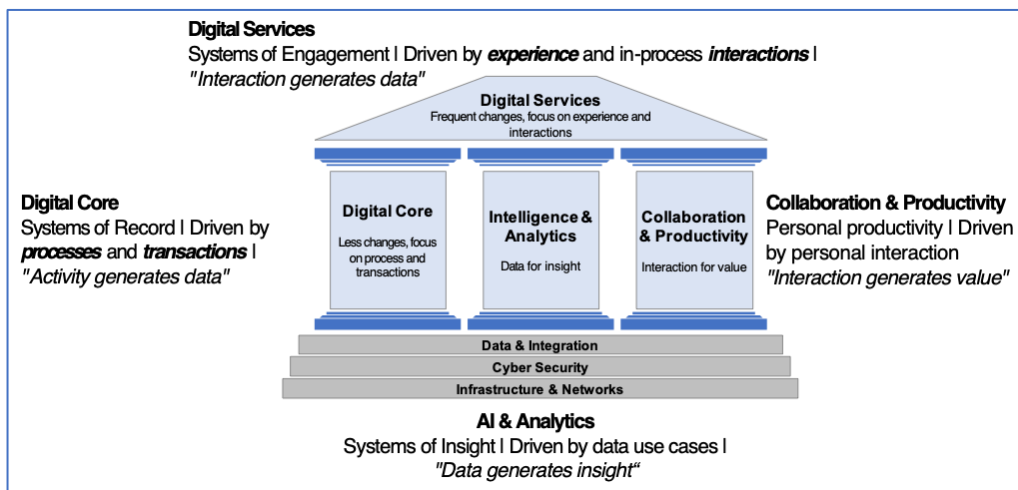 Digital Services
Systems of Engagement | Driven by experience and in-process interactions |
"Interaction generates data"
Digital Services
Frequent changes, focus on experience and
interactions
Digital Core
Systems of Record | Driven by
processes and transactions |
"Activity generates data"
Digital Core
Less changes, focus
on process and
transactions
Intelligence &
Analytics
Data for insight
Collaboration
& Productivity
Interaction for value
Collaboration & Productivity
Personal productivity | Driven
by personal interaction
"Interaction generates value"
Data & Integration
Cyber Security
Infrastructure & Networks
AI & Analytics
Systems of Insight | Driven by data use cases |
"Data generates insight“